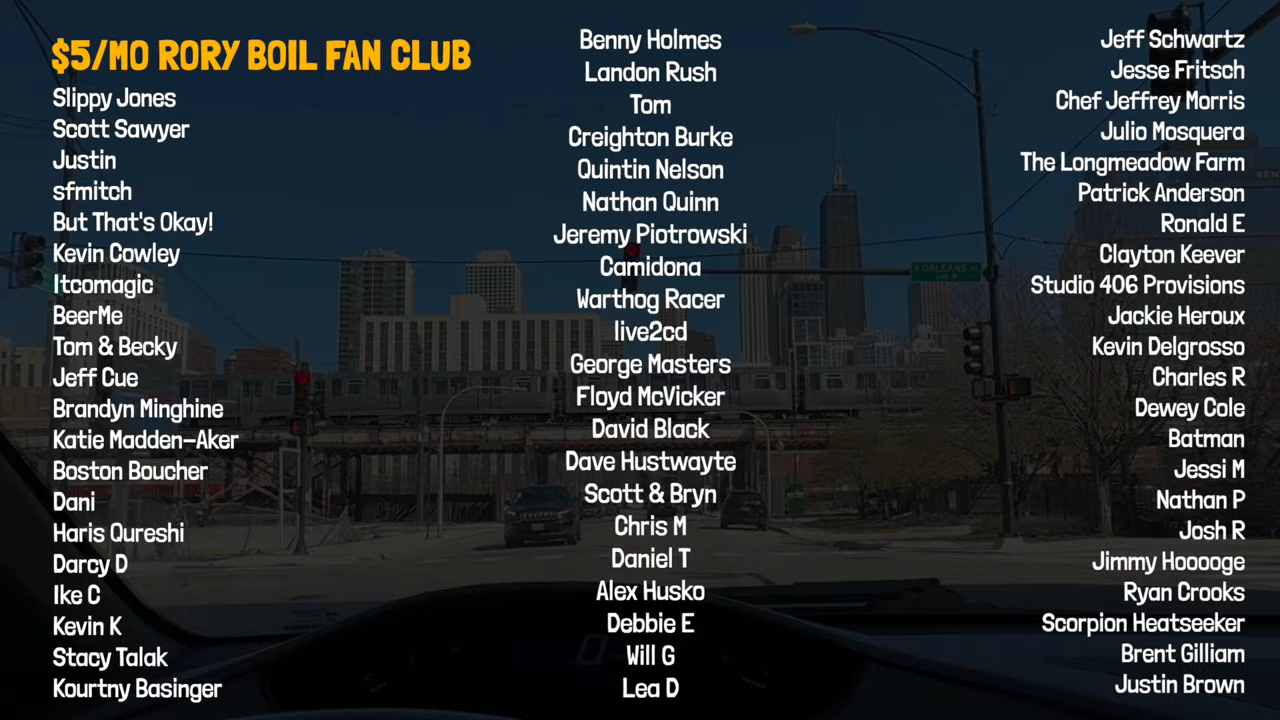 $5/MO RORY BOIL FAN CLUB
Slippy Jones
Scott Sawyer
Justin
sfmitch
But That's Okay!
Kevin Cowley
Itcomagic
BeerMe
Tom & Becky
Jeff Cue
Brandyn Minghine
Katie Madden-Aker
Boston Boucher
Dani
Haris Qureshi
Darcy D
Ike C
Kevin K
Stacy Talak
Kourtny Basinger
Benny Holmes
Landon Rush
Tom
Creighton Burke
Quintin Nelson
Nathan Quinn
Jeremy Piotrowski
Camidona
Warthog Racer
live2cd
George Masters
Floyd McVicker
David Black
Dave Hustwayte
Scott & Bryn
Chris M
Daniel T
Alex Husko
Debbie E
Will G
Lea D
Jeff Schwartz
Jesse Fritsch
Chef Jeffrey Morris
Julio Mosquera
The Longmeadow Farm
Patrick Anderson
Ronald E
Clayton Keever
Studio 406 Provisions
Jackie Heroux
Kevin Delgrosso
Charles R
Dewey Cole
Batman
Jessi M
Nathan P
Josh R
Jimmy Hooooge
Ryan Crooks
Scorpion Heatseeker
Brent Gilliam
Justin Brown
N ORLEANS ST